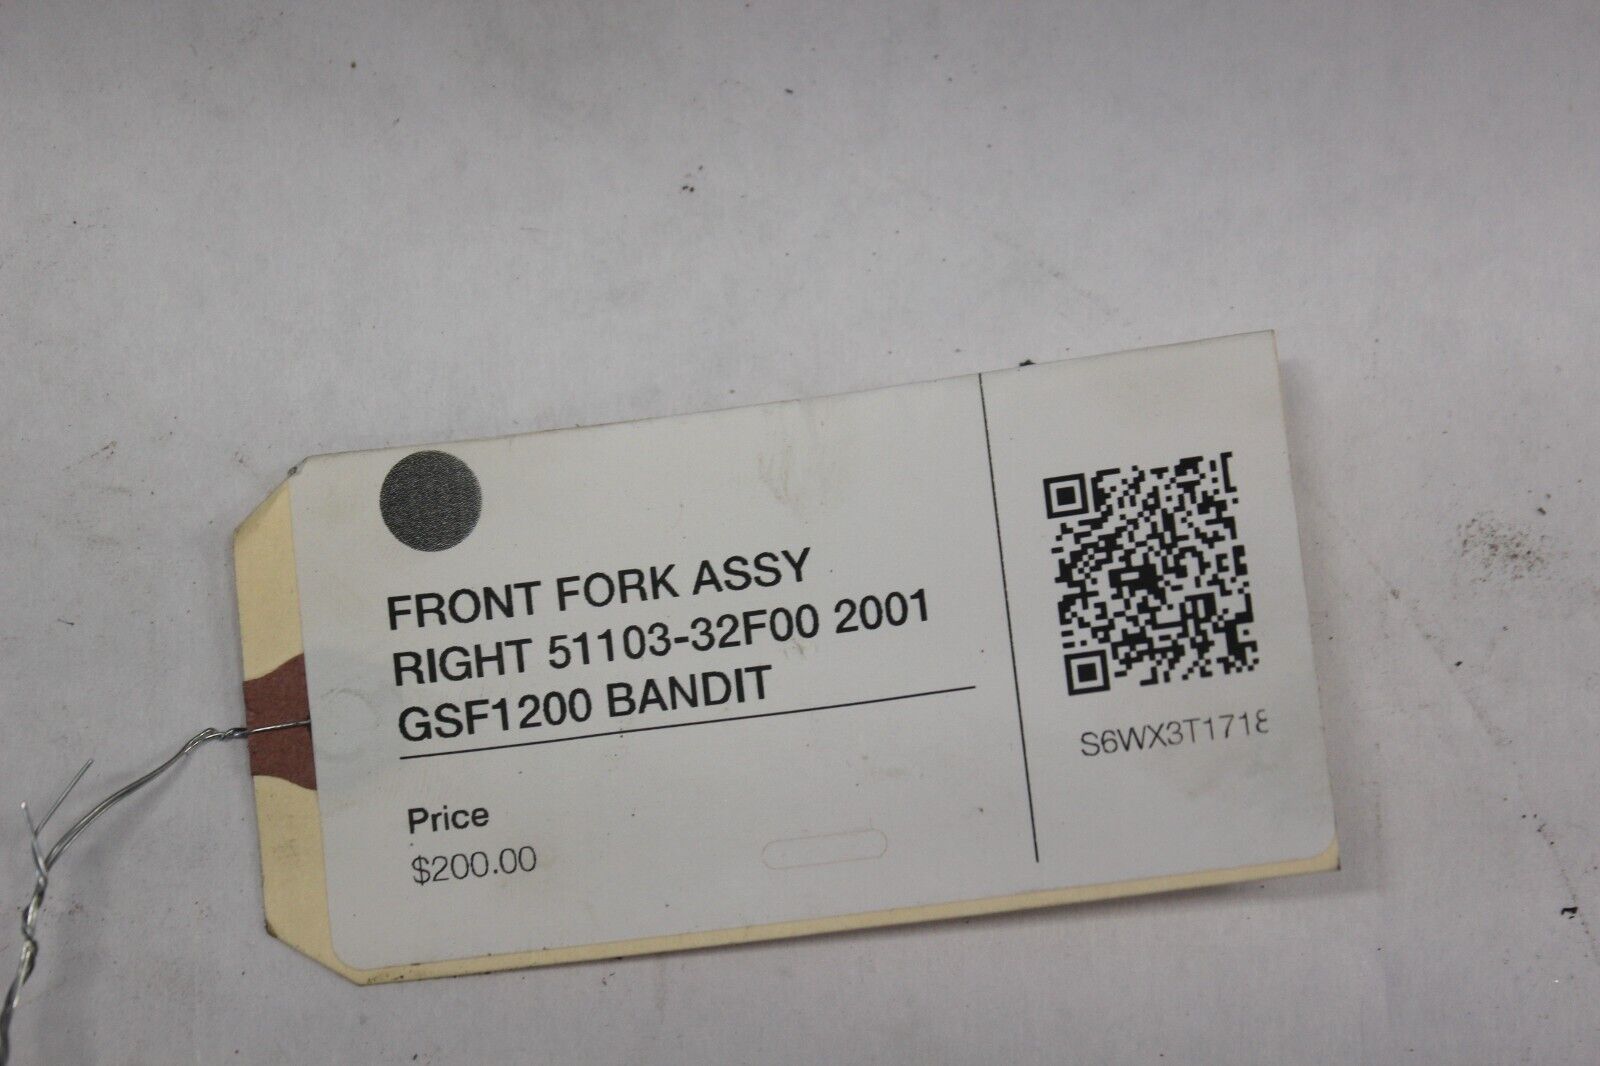 FRONT FORK ASSY
RIGHT 51103-32F00 2001
GSF1200 BANDIT
Price
$200.00
S6WX3T1718